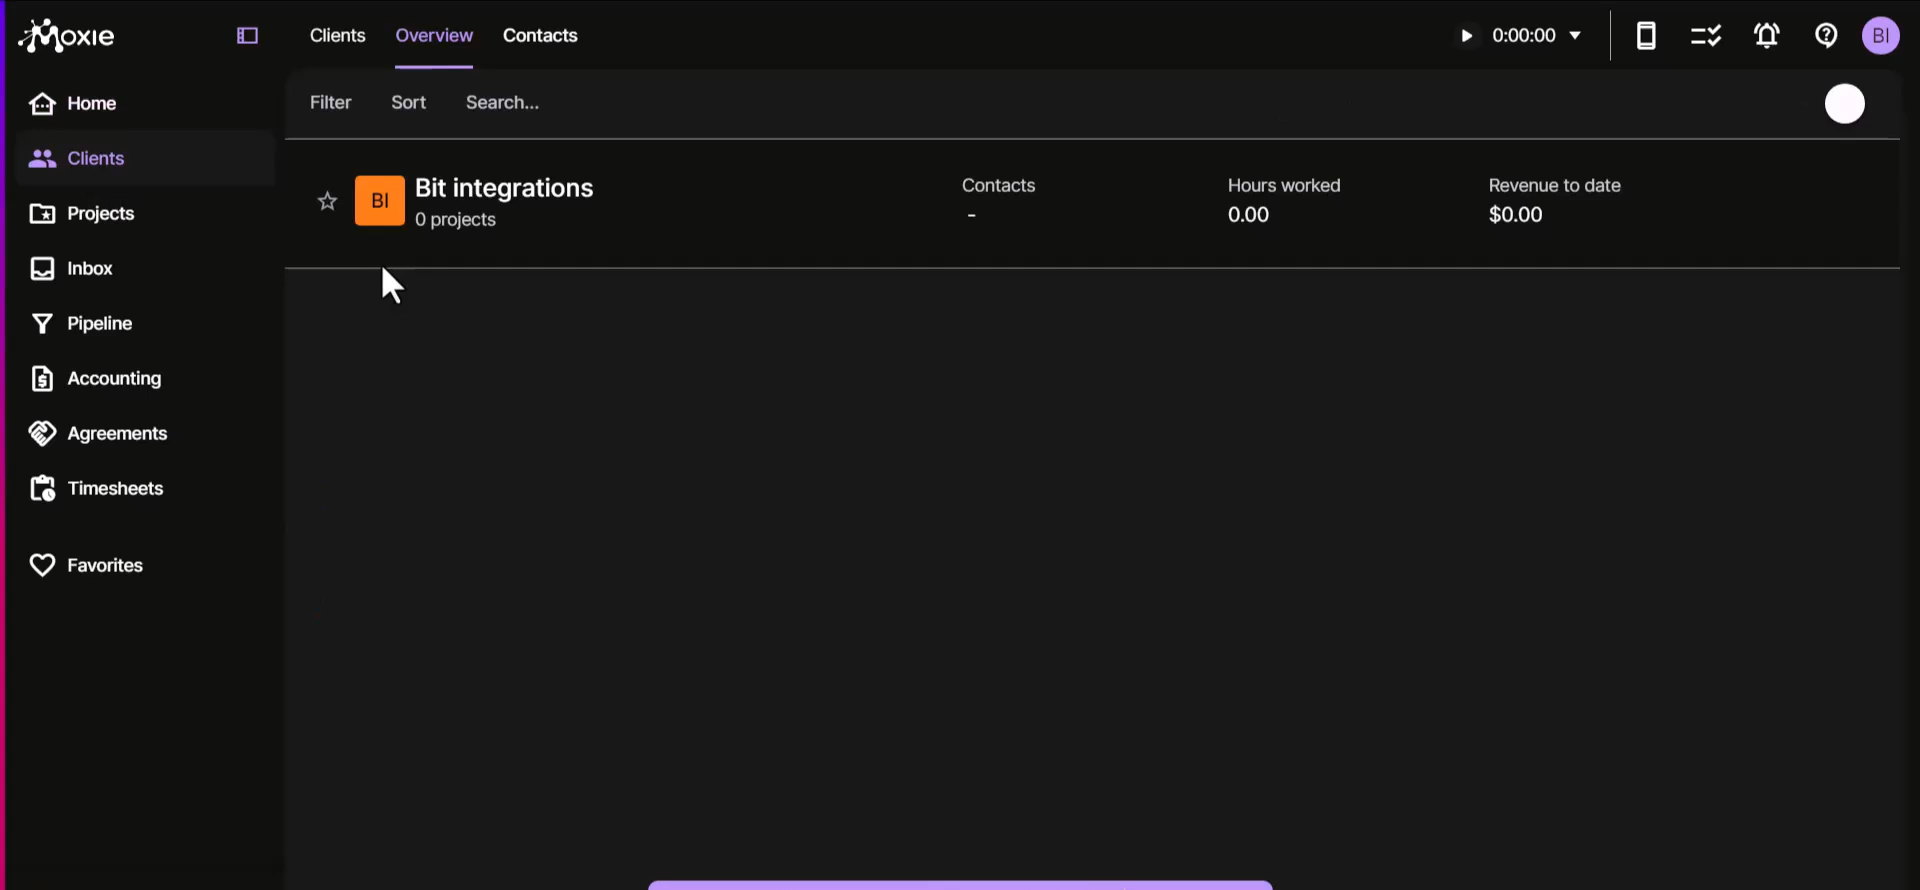 Moxie
Clients Overview Contacts
0:00:00
BI
Home
Clients
Projects
Inbox
Pipeline
Accounting
Agreements
Timesheets
Favorites
Filter Sort Search...
BI
Bit integrations
0 projects
Contacts
-
Hours worked
0.00
Revenue to date
$0.00